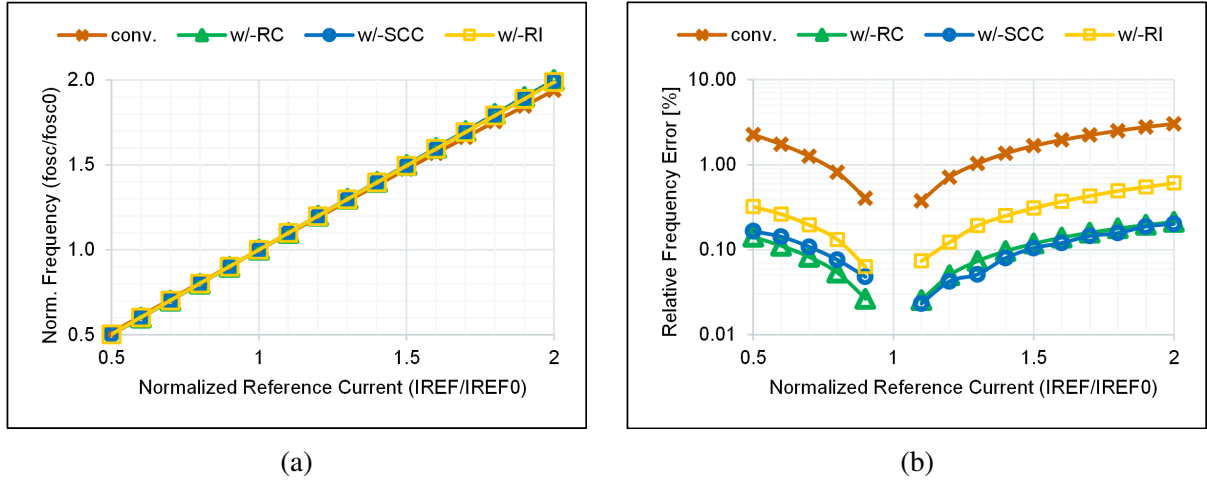 conv. w/-RC w/-SCC w/-RI
Norm. Frequency (fosc/fosc0)
2.0
1.5
1.0
0.5
0.5 1 1.5 2
Normalized Reference Current (IREF/IREF0)
(a)
conv. w/-RC w/-SCC w/-RI
Relative Frequency Error [%]
10.00
1.00
0.10
0.01
0.5 1 1.5 2
Normalized Reference Current (IREF/IREF0)
(b)